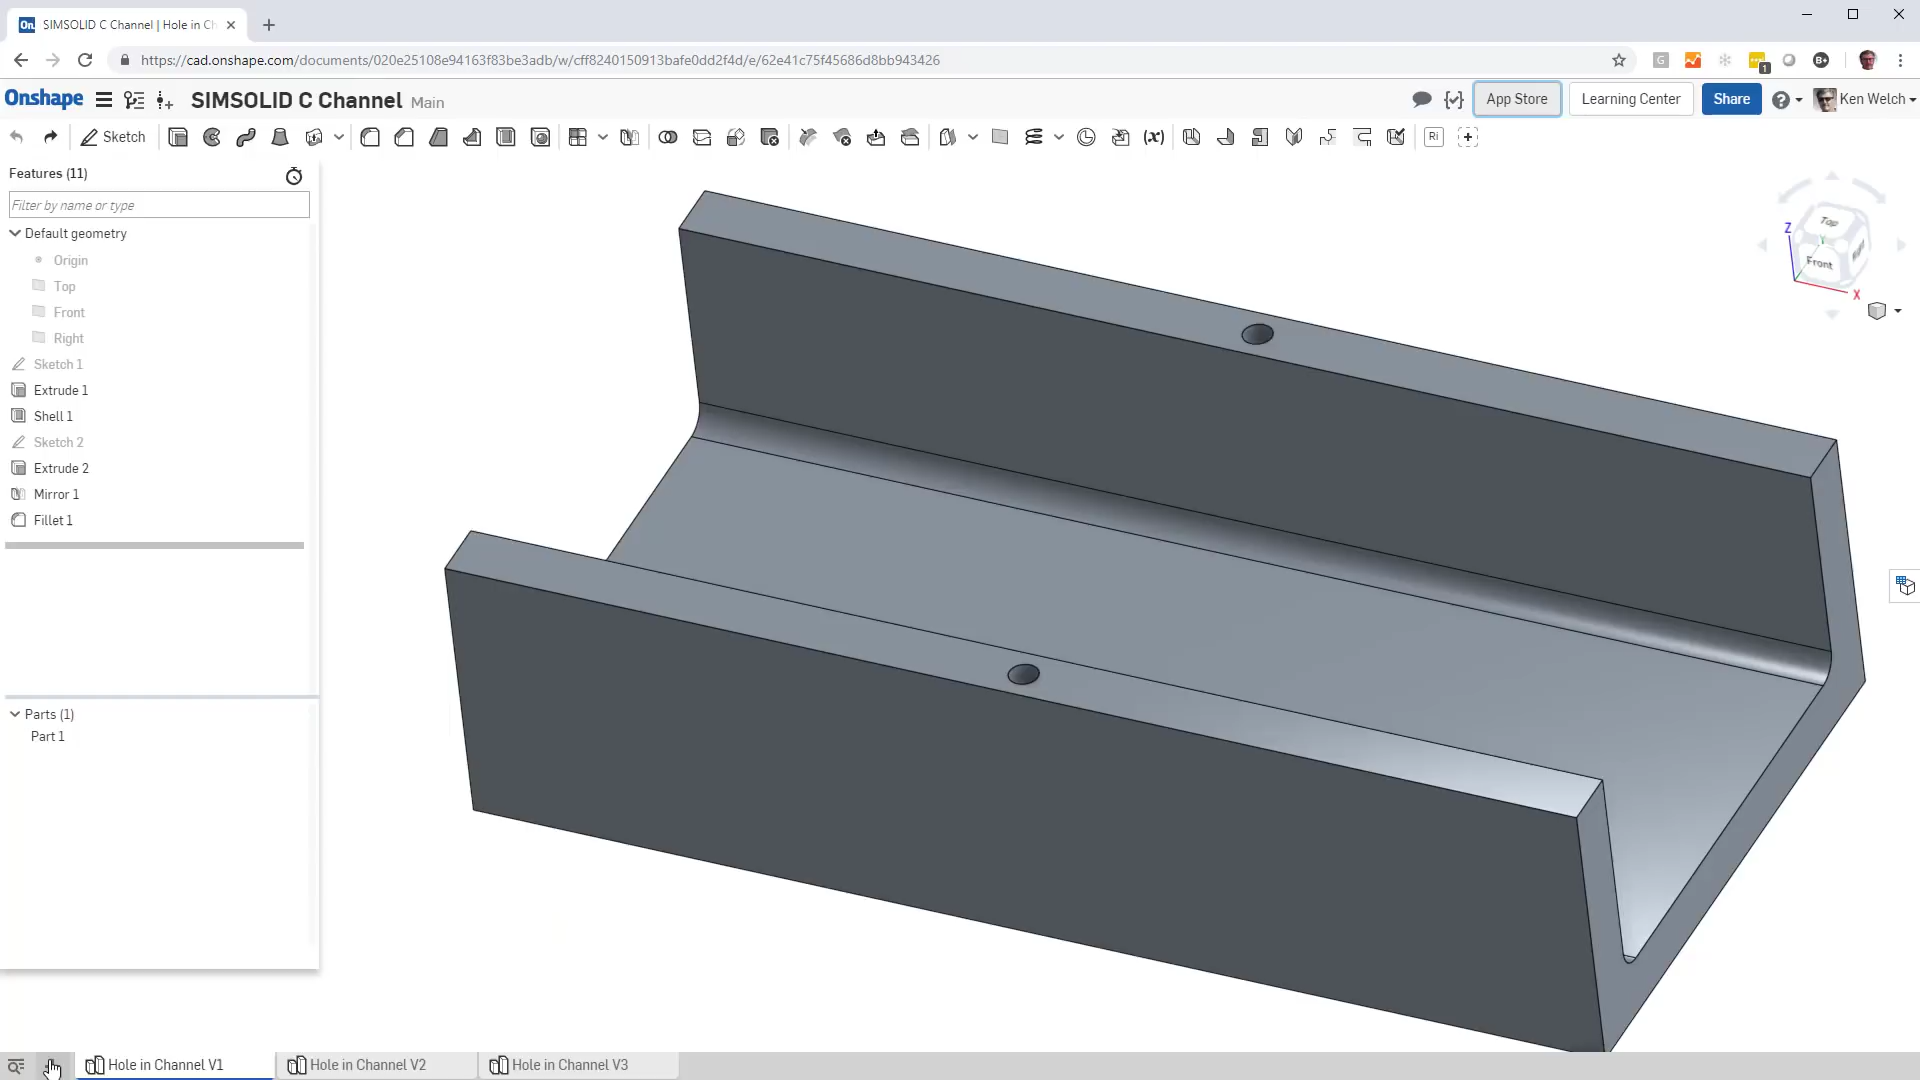 SIMSOLID C Channel | Hole in Ch
https://cad.onshape.com/documents/020e25108e94163f83be3adb/w/cff8240150913bafe0dd2f4d/e/62e41c75f45686d8bb943426
Onshape SIMSOLID C Channel Main App Store Learning Center Share Ken Welch
Sketch
Features (11)
Filter by name or type
Default geometry
Origin
Top
Front
Right
Sketch 1
Extrude 1
Shell 1
Sketch 2
Extrude 2
Mirror 1
Fillet 1
Parts (1)
Part 1
Top
Z
Y
Front
X
Hole in Channel V1
Hole in Channel V2
Hole in Channel V3